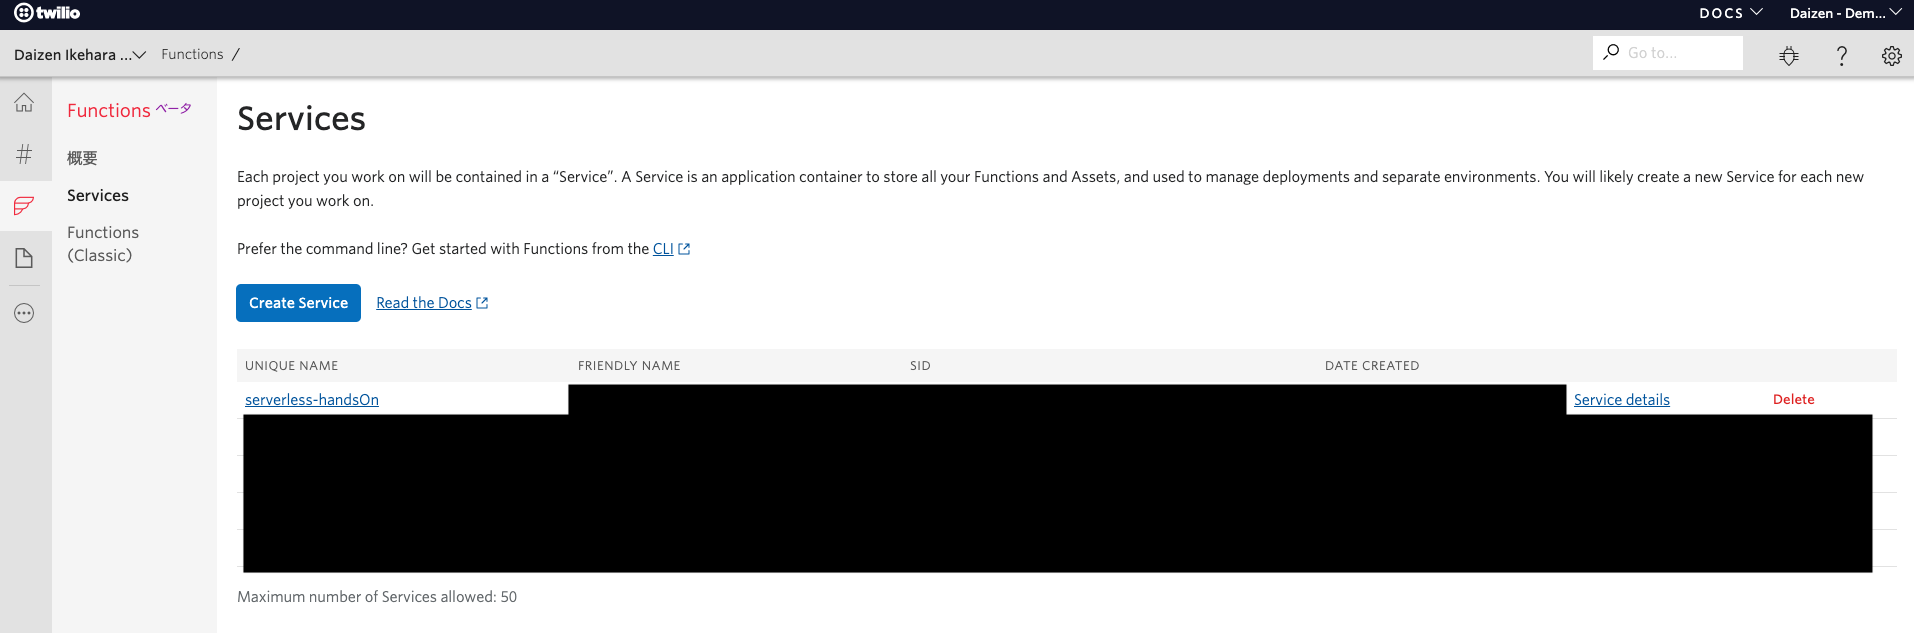 twilio
DOCS
Daizen - Dem...
Daizen Ikehara ...
Functions /
Go to...
Functions ベータ
概要
Services
Functions
(Classic)
Services
Each project you work on will be contained in a “Service”. A Service is an application container to store all your Functions and Assets, and used to manage deployments and separate environments. You will likely create a new Service for each new
project you work on.
Prefer the command line? Get started with Functions from the CLI
Create Service
Read the Docs
UNIQUE NAME FRIENDLY NAME SID DATE CREATED
serverless-handsOn Service details Delete
Maximum number of Services allowed: 50